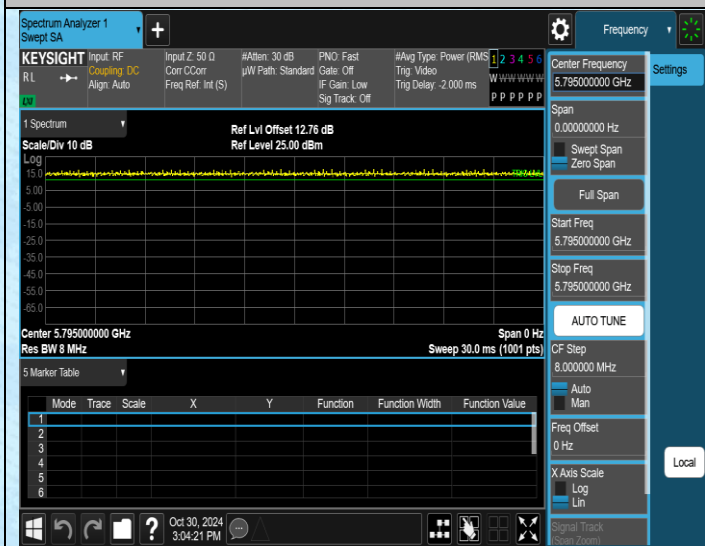 Spectrum Analyzer 1
Swept SA
Frequency
KEYSIGHT
RL
Input: RF
Coupling: DC
Align: Auto
Input Z: 50 Ω
Corr CCorr
Freq Ref: Int (S)
#Atten: 30 dB
µW Path: Standard
PNO: Fast
Gate: Off
IF Gain: Low
Sig Track: Off
#Avg Type: Power (RMS
Trig: Video
Trig Delay: -2.000 ms
1 2 3 4 5 6
W W W W W W
P P P P P P
1 Spectrum
Scale/Div 10 dB
Ref Lvl Offset 12.76 dB
Ref Level 25.00 dBm
Log
15.0
5.00
-5.00
-15.0
-25.0
-35.0
-45.0
-55.0
-65.0
Center 5.795000000 GHz
Span 0 Hz
Res BW 8 MHz
Sweep 30.0 ms (1001 pts)
5 Marker Table
Mode Trace Scale X Y Function Function Width Function Value
1
2
3
4
5
6
Oct 30, 2024
3:04:21 PM
Center Frequency
5.795000000 GHz
Settings
Span
0.00000000 Hz
Swept Span
Zero Span
Full Span
Start Freq
5.795000000 GHz
Stop Freq
5.795000000 GHz
AUTO TUNE
CF Step
8.000000 MHz
Auto
Man
Freq Offset
0 Hz
X Axis Scale
Log
Lin
Local
Signal Track
(Span Zoom)